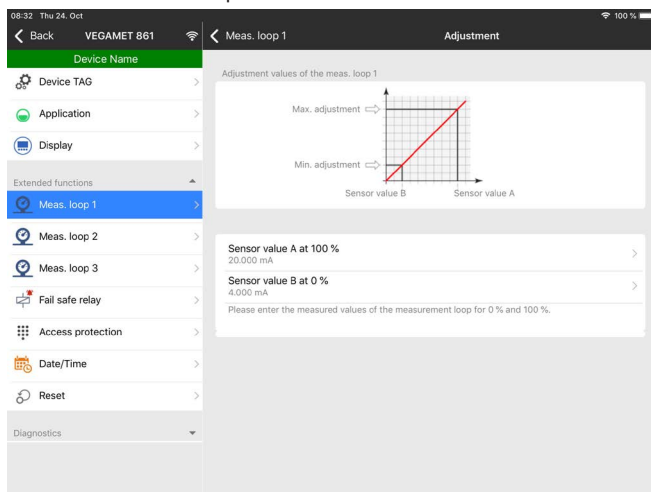 08:32 Thu 24. Oct
100 %
Back
VEGAMET 861
Meas. loop 1
Adjustment
Device Name
Device TAG
Application
Display
Extended functions
Meas. loop 1
Meas. loop 2
Meas. loop 3
Fail safe relay
Access protection
Date/Time
Reset
Diagnostics
Adjustment values of the meas. loop 1
Max. adjustment
Min. adjustment
Sensor value B
Sensor value A
Sensor value A at 100 %
20.000 mA
Sensor value B at 0 %
4.000 mA
Please enter the measured values of the measurement loop for 0 % and 100 %.